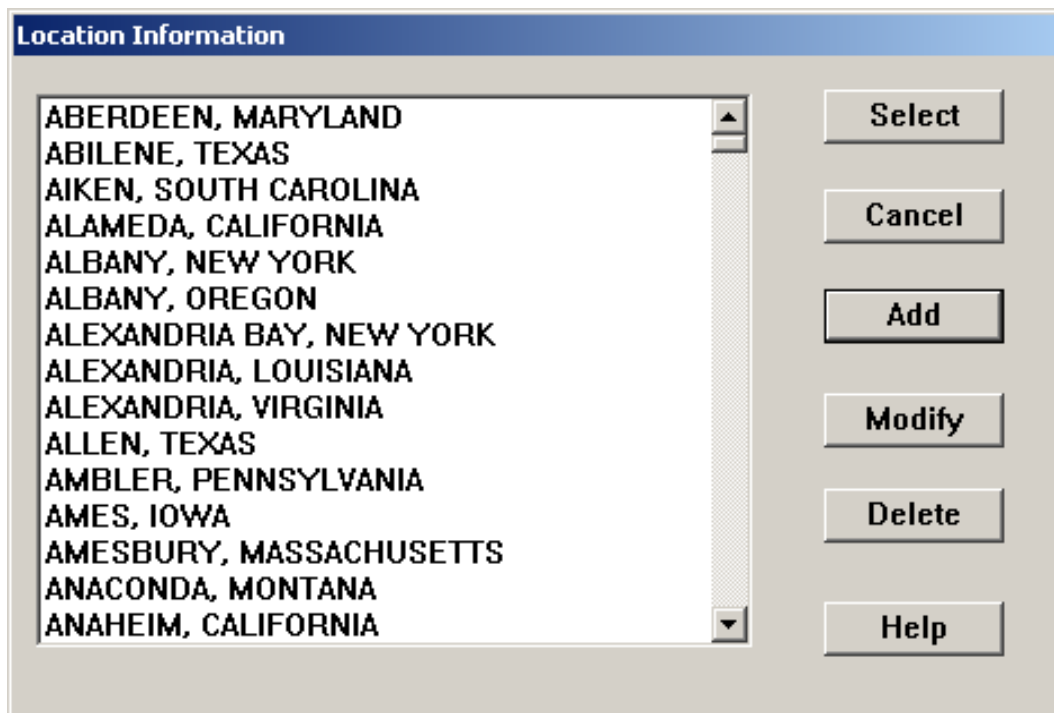 Location Information
ABERDEEN, MARYLAND
ABILENE, TEXAS
AIKEN, SOUTH CAROLINA
ALAMEDA, CALIFORNIA
ALBANY, NEW YORK
ALBANY, OREGON
ALEXANDRIA BAY, NEW YORK
ALEXANDRIA, LOUISIANA
ALEXANDRIA, VIRGINIA
ALLEN, TEXAS
AMBLER, PENNSYLVANIA
AMES, IOWA
AMESBURY, MASSACHUSETTS
ANACONDA, MONTANA
ANAHEIM, CALIFORNIA
Select
Cancel
Add
Modify
Delete
Help